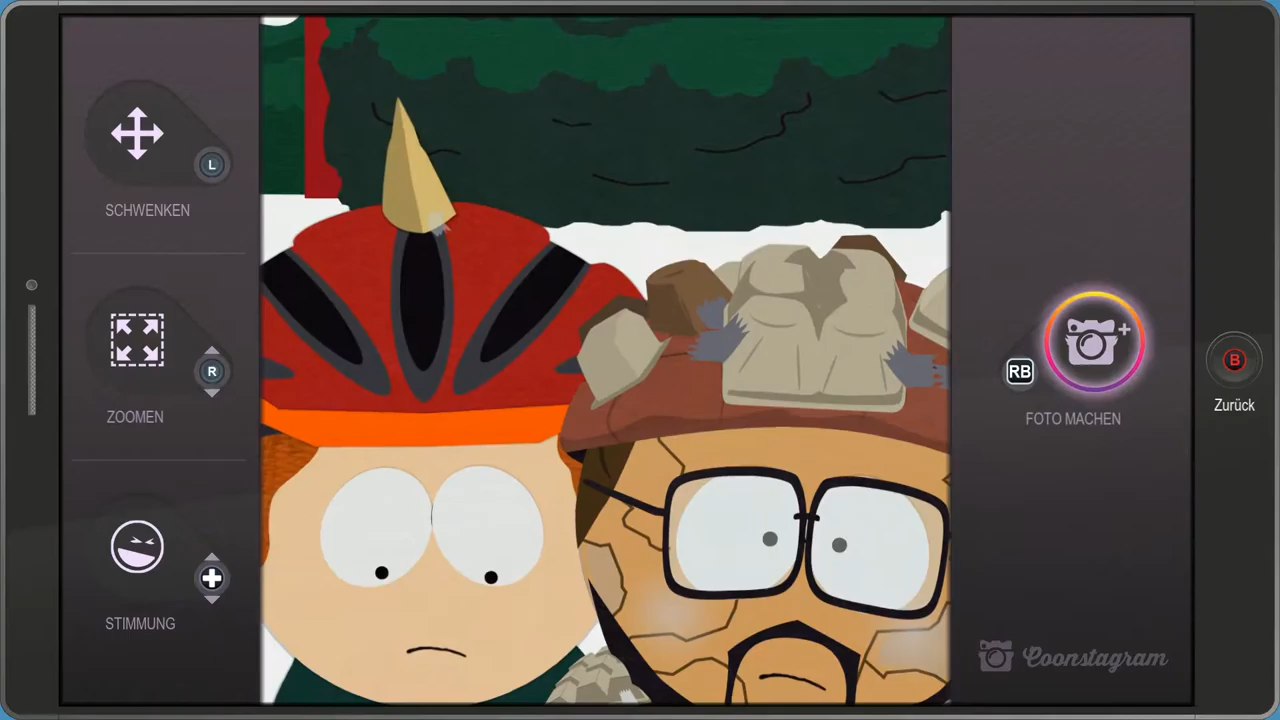 L
SCHWENKEN
R
ZOOMEN
STIMMUNG
RB
FOTO MACHEN
B
Zurück
Coonstagram